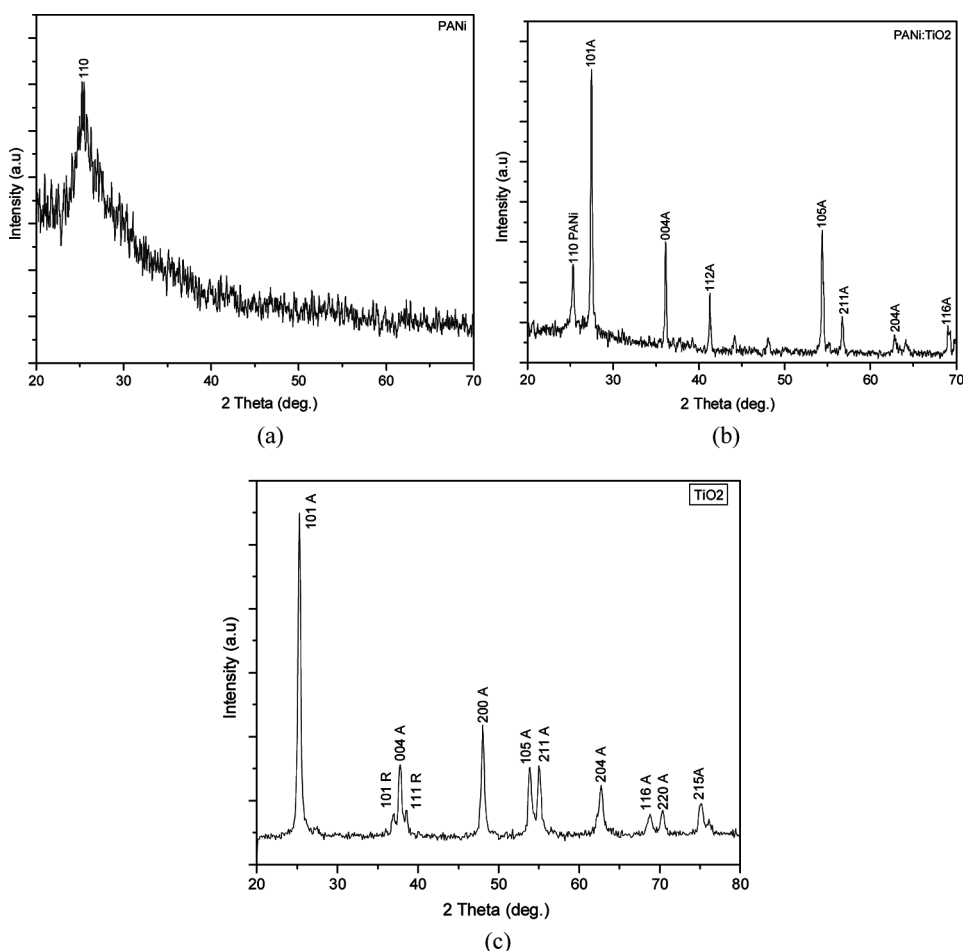 PANi
110
Intensity (a.u)
20 30 40 50 60 70
2 Theta (deg.)
(a)
PANi:TiO2
101A
110 PANi
004A
112A
105A
211A
204A
116A
Intensity (a.u)
20 30 40 50 60 70
2 Theta (deg.)
(b)
TiO2
101 A
101 R
004 A
111 R
200 A
105 A
211 A
204 A
116 A
220 A
215A
Intensity (a.u)
20 30 40 50 60 70 80
2 Theta (deg.)
(c)